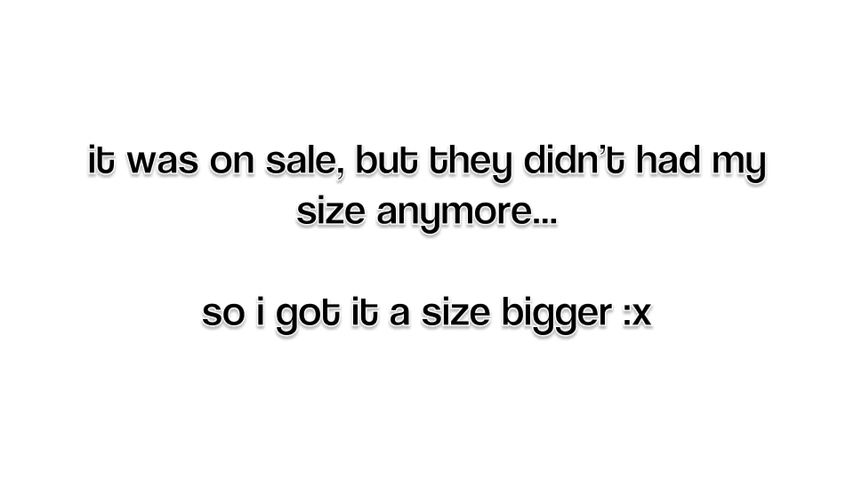 it was on sale, but they didn't had my
size anymore...
so i got it a size bigger :x